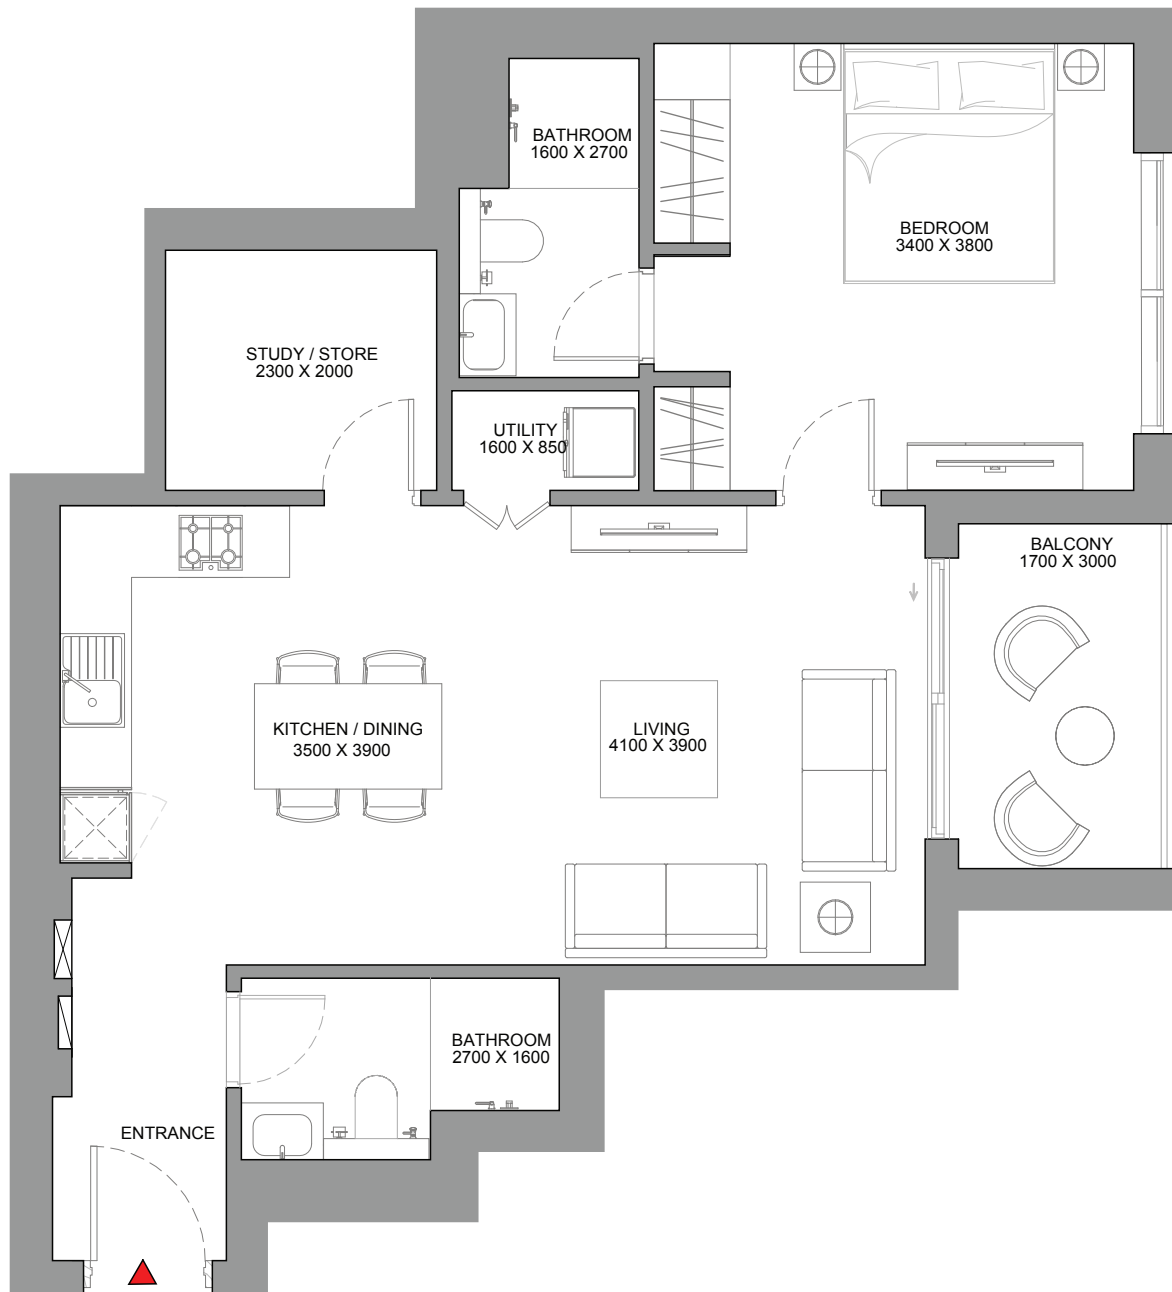 BATHROOM
1600 X 2700
BEDROOM
3400 X 3800
STUDY / STORE
2300 X 2000
UTILITY
1600 X 850
BALCONY
1700 X 3000
KITCHEN / DINING
3500 X 3900
LIVING
4100 X 3900
BATHROOM
2700 X 1600
ENTRANCE